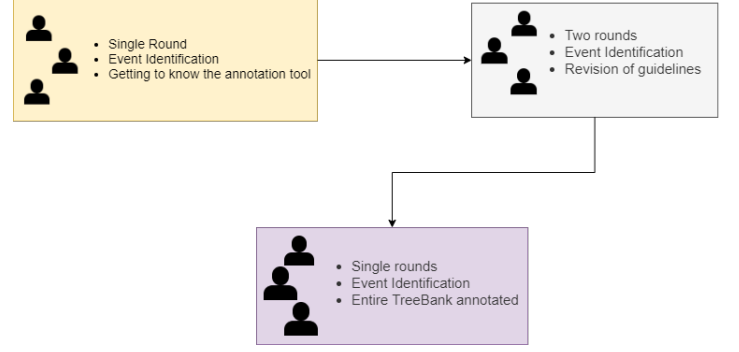 Single Round
Event Identification
Getting to know the annotation tool
Two rounds
Event Identification
Revision of guidelines
Single rounds
Event Identification
Entire TreeBank annotated